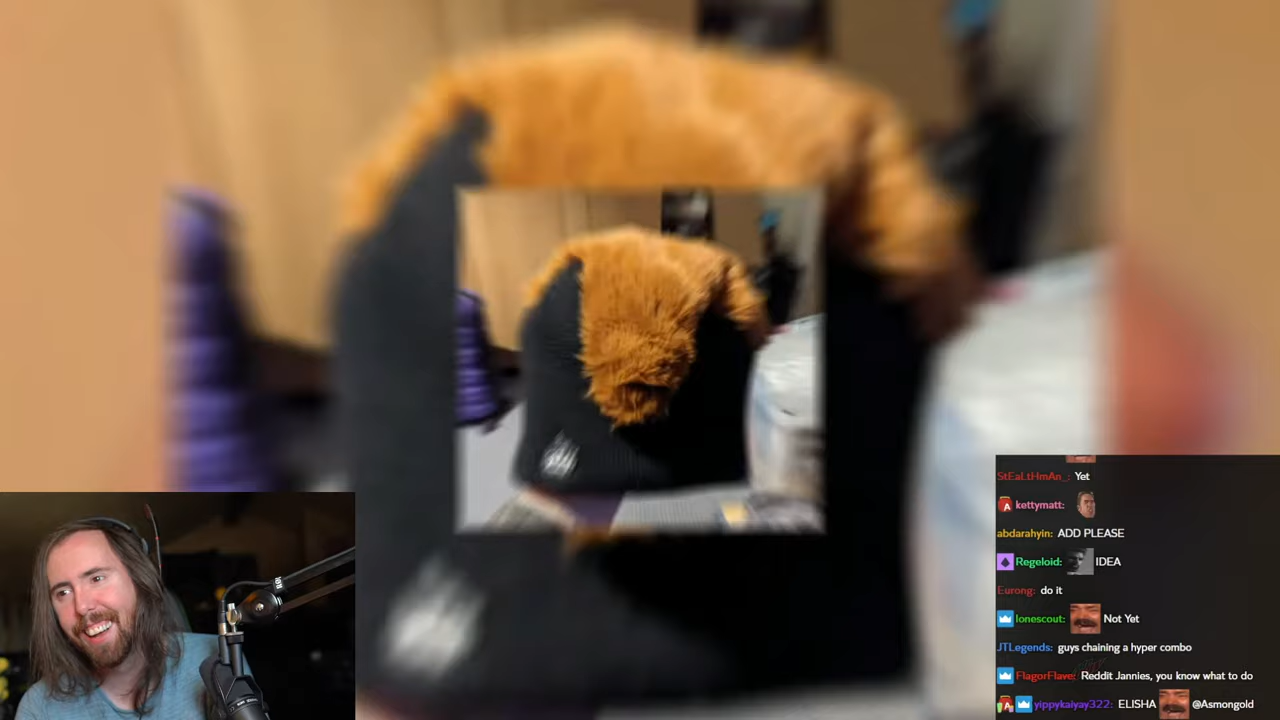 StEaLtHmAn_: Yet
kettymatt:
abdarahyin: ADD PLEASE
Regeloid: IDEA
Eurong: do it
lonescout: Not Yet
JTLegends: guys chaining a hyper combo
FlagorFlave: Reddit Jannies, you know what to do
yippykaiyay322: ELISHA @Asmongold